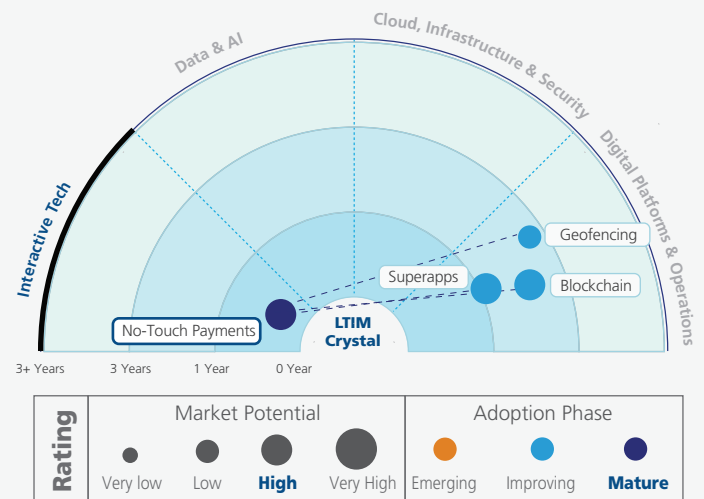 Cloud, Infrastructure & Security
Data & AI
Digital Platforms & Operations
Interactive Tech
Geofencing
Superapps
Blockchain
No-Touch Payments
LTIM
Crystal
3+ Years
3 Years
1 Year
0 Year
Rating
Market Potential
Adoption Phase
Very low
Low
High
Very High
Emerging
Improving
Mature